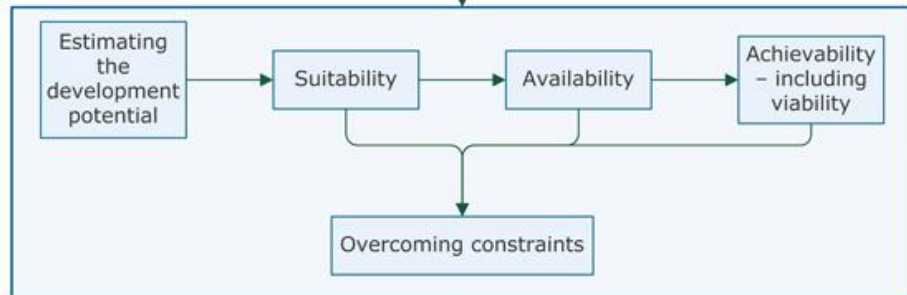 Estimating
the
development
potential
Suitability
Availability
Achievability
– including
viability
Overcoming constraints